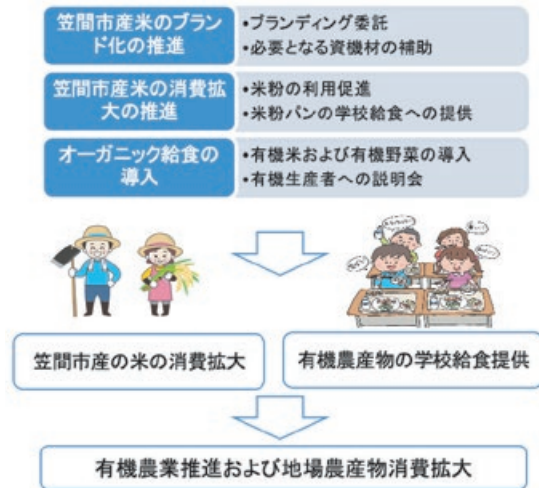 笠間市産米のブラン
ド化の推進
•ブランディング委託
•必要となる資機材の補助
笠間市産米の消費拡
大の推進
•米粉の利用促進
•米粉パンの学校給食への提供
オーガニック給食の
導入
•有機米および有機野菜の導入
•有機生産者への説明会
笠間市産の米の消費拡大
有機農産物の学校給食提供
有機農業推進および地場農産物消費拡大